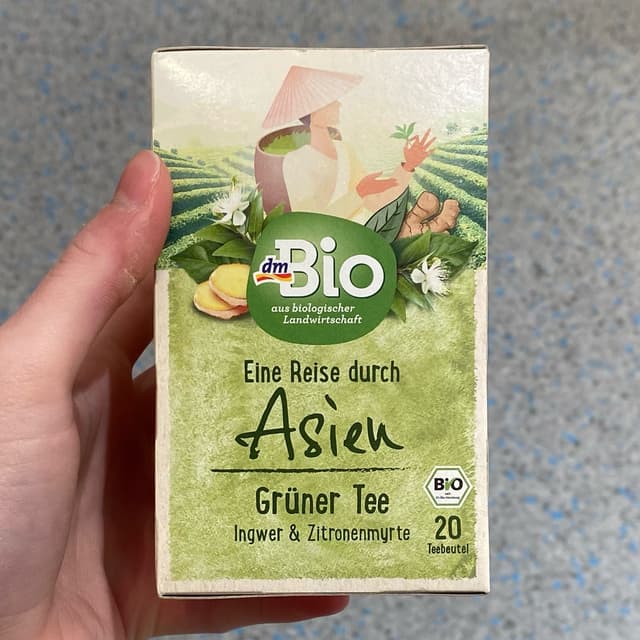 dm
Bio
aus biologischer
Landwirtschaft
Eine Reise durch
Asien
Grüner Tee
Ingwer & Zitronenmyrte
BIO
20
Teebeutel